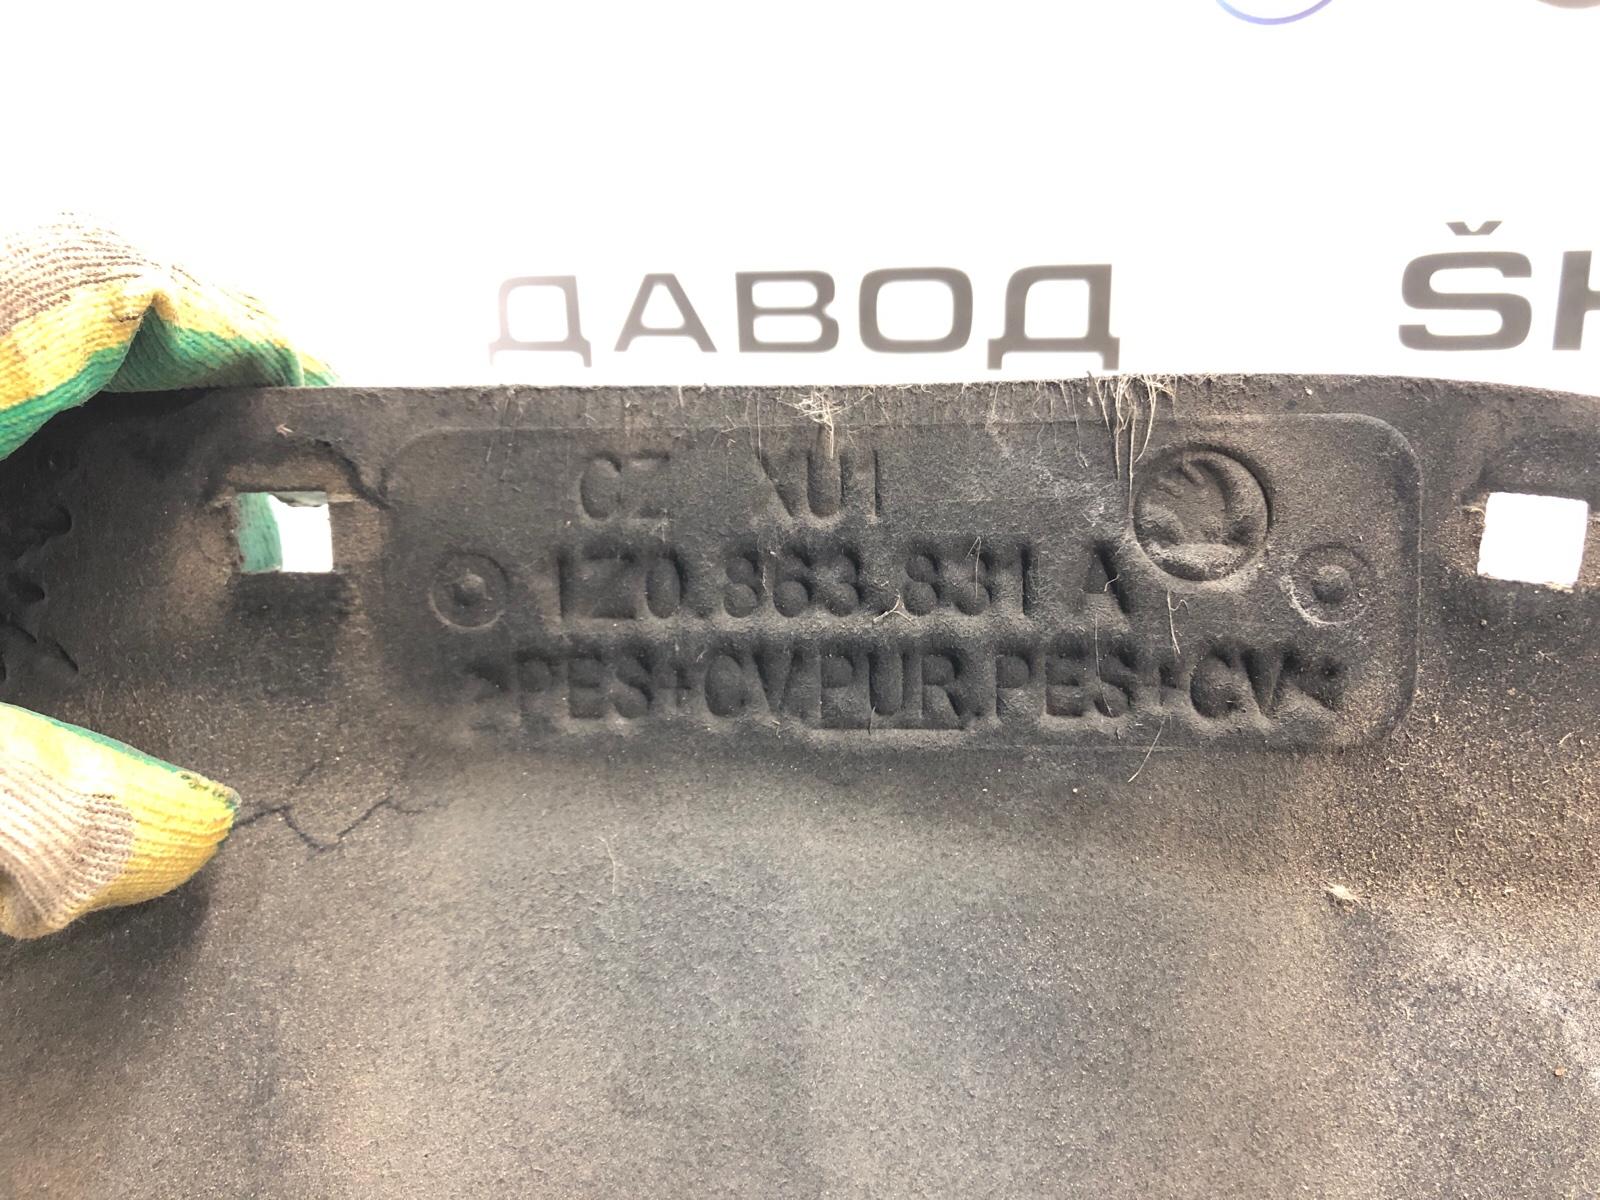 ДАВОД ŠK
CZ XU1
1Z0.863.831 A
>PES+CV.PUR.PES+CV<